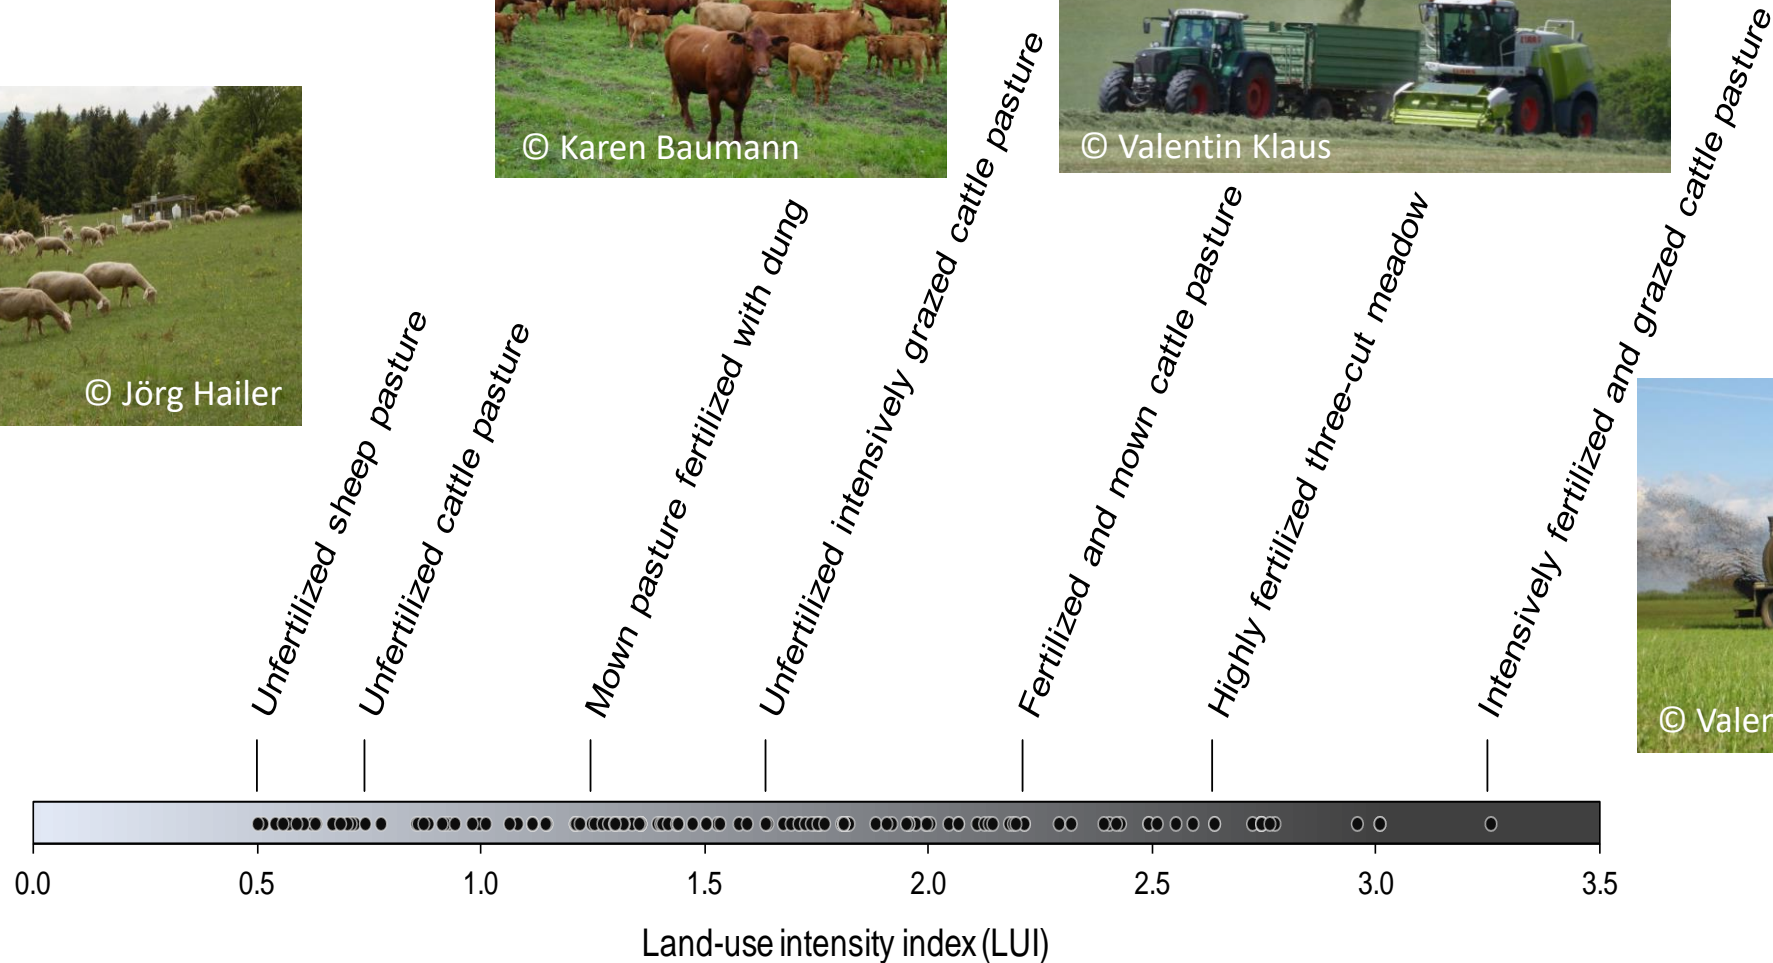 © Karen Baumann
© Valentin Klaus
© Jörg Hailer
Unfertilized sheep pasture
Unfertilized cattle pasture
Mown pasture fertilized with dung
Unfertilized intensively grazed cattle pasture
Fertilized and mown cattle pasture
Highly fertilized three-cut meadow
Intensively fertilized and grazed cattle pasture
©
0.0 0.5 1.0 1.5 2.0 2.5 3.0 3.5
Land-use intensity index (LUI)